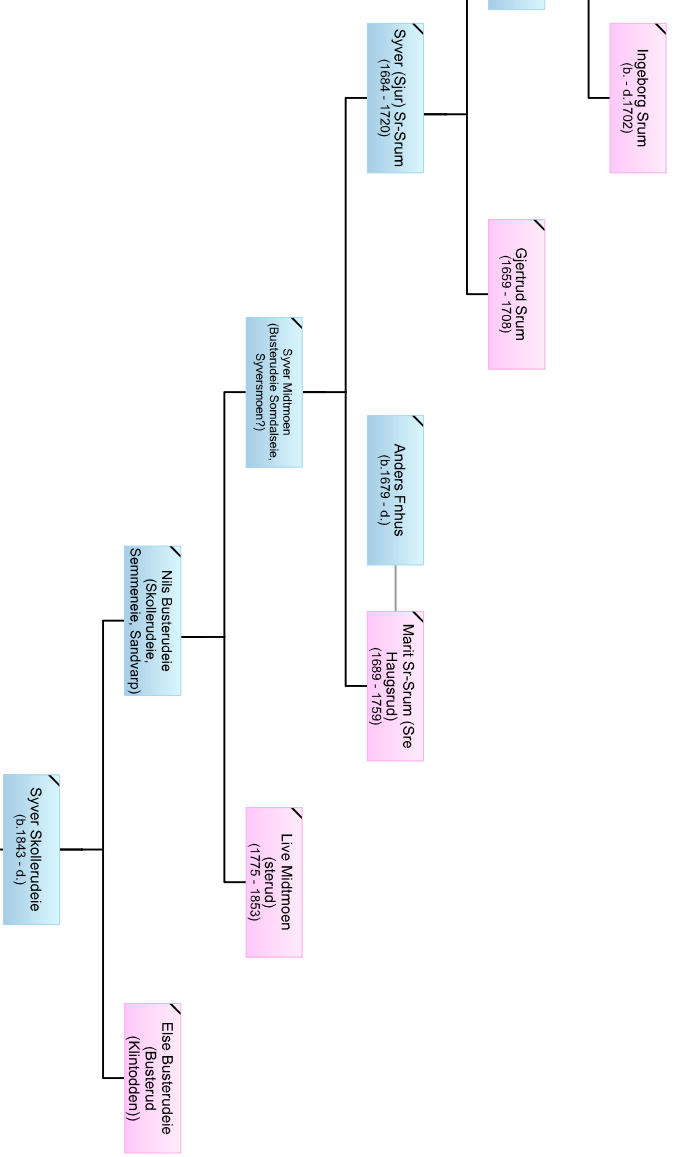 Ingeborg Srum
(b. - d.1702)
Syver (Sjur) Sr-Srum
(1684 - 1720)
Gjertrud Srum
(1659 - 1708)
Syver Midtmoen
(Busterudeie Somdalseie,
Syversmoen?)
Anders Fnhus
(b.1679 - d.)
Marit Sr-Srum (Sre
Haugsrud)
(1689 - 1759)
Nils Busterudeie
(Skollerudeie,
Semmeneie, Sandvarp)
Live Midtmoen
(sterud)
(1775 - 1853)
Syver Skollerudeie
(b.1843 - d.)
Else Busterudeie
(Busterud
(Klintodden))